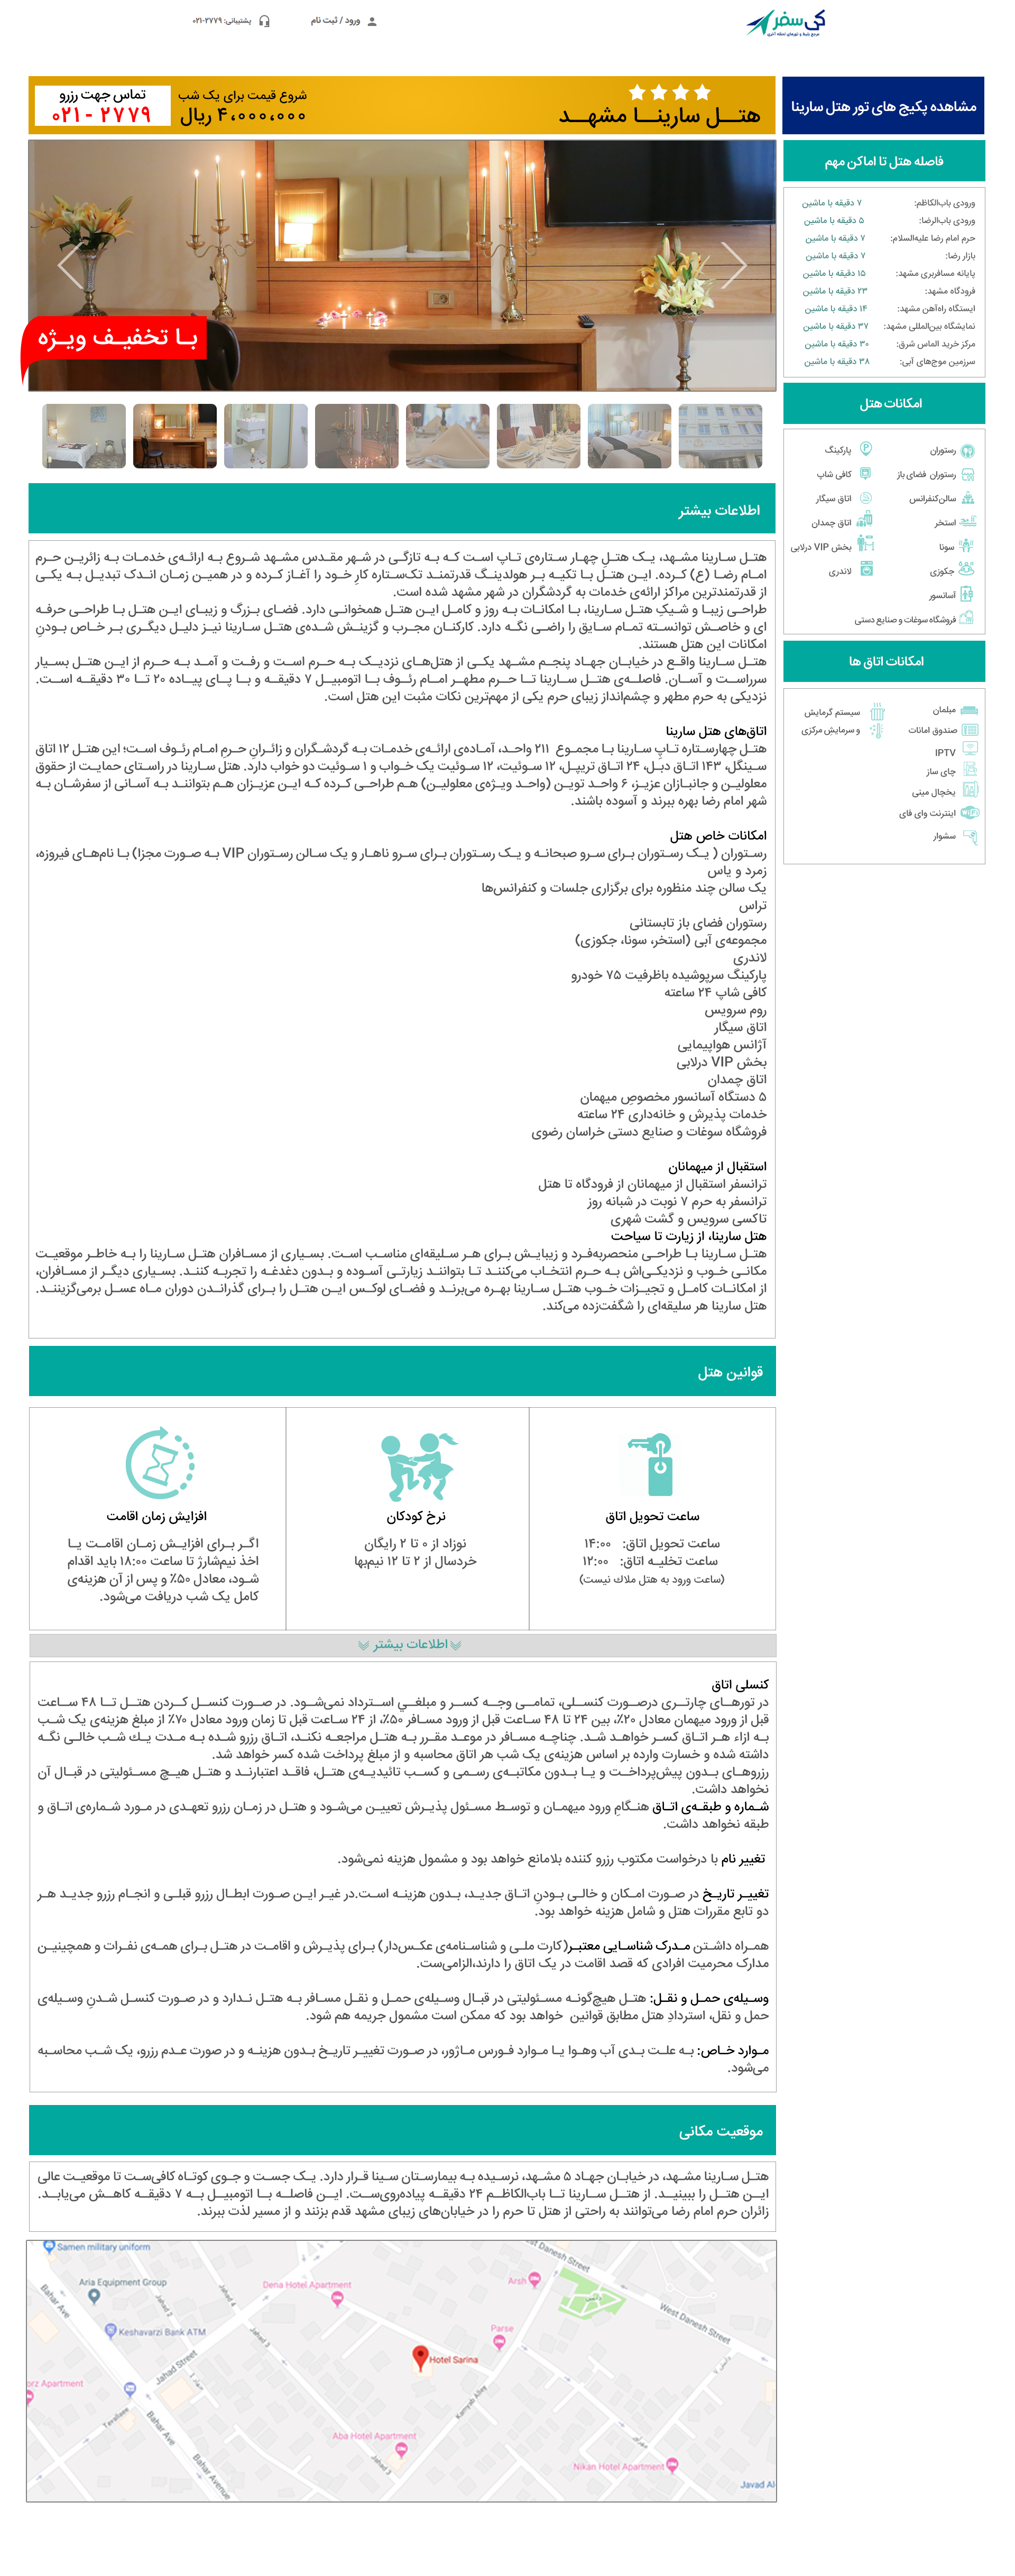 کی سفر
ورود / ثبت نام
پشتیبانی: ۲۷۷۹-۰۲۱
مشاهده پکیج های تور هتل سارینا
هتــل سارینــا مشهــد
شروع قیمت برای یک شب
۴،۰۰۰،۰۰۰ ریال
تماس جهت رزرو
۰۲۱ - ۲۷۷۹
بـا تخفیـف ویـژه
فاصله هتل تا اماکن مهم
ورودی باب‌الکاظم: ۷ دقیقه با ماشین
ورودی باب‌الرضا: ۵ دقیقه با ماشین
حرم امام رضا علیه‌السلام: ۷ دقیقه با ماشین
بازار رضا: ۷ دقیقه با ماشین
پایانه مسافربری مشهد: ۱۵ دقیقه با ماشین
فرودگاه مشهد: ۲۳ دقیقه با ماشین
ایستگاه راه‌آهن مشهد: ۱۴ دقیقه با ماشین
نمایشگاه بین‌المللی مشهد: ۳۷ دقیقه با ماشین
مرکز خرید الماس شرق: ۳۰ دقیقه با ماشین
سرزمین موج‌های آبی: ۳۸ دقیقه با ماشین
امکانات هتل
رستوران
پارکینگ
رستوران فضای باز
کافی شاپ
سالن‌کنفرانس
اتاق سیگار
استخر
اتاق چمدان
سونا
بخش VIP درلابی
جکوزی
لاندری
آسانسور
فروشگاه سوغات و صنایع دستی
امکانات اتاق ها
مبلمان
سیستم گرمایش
و سرمایش مرکزی
صندوق امانات
IPTV
چای ساز
یخچال مینی
اینترنت وای فای
سشوار
اطلاعات بیشتر
هتل سارینا مشهد، یک هتلِ چهار ستاره‌ی تاپ است که به تازگی در شهر مقدس مشهد شروع به ارائه‌ی خدمات به زائرین حرم
امام رضا (ع) کرده. این هتل با تکیه بر هولدینگ قدرتمند تک‌ستاره کارِ خود را آغاز کرده و در همین زمان اندک تبدیل به یکی
از قدرتمندترین مراکز ارائه‌ی خدمات به گردشگران در شهر مشهد شده است.
طراحی زیبا و شیکِ هتل سارینا، با امکانات به روز و کامل این هتل همخوانی دارد. فضای بزرگ و زیبای این هتل با طراحی حرفه
ای و خاصش توانسته تمام سایق را راضی نگه دارد. کارکنان مجرب و گزینش شده‌ی هتل سارینا نیز دلیل دیگری بر خاص بودنِ
امکانات این هتل هستند.
هتل سارینا واقع در خیابان جهاد پنجم مشهد یکی از هتل‌های نزدیک به حرم است و رفت و آمد به حرم از این هتل بسیار
سرراست و آسان. فاصله‌ی هتل سارینا تا حرم مطهر امام رئوف با اتومبیل ۷ دقیقه و با پای پیاده ۲۰ تا ۳۰ دقیقه است.
نزدیکی به حرم مطهر و چشم‌انداز زیبای حرم یکی از مهم‌ترین نکات مثبت این هتل است.
اتاق‌های هتل سارینا
هتل چهارستاره تاپِ سارینا با مجموع ۲۱۱ واحد، آماده‌ی ارائه‌ی خدمات به گردشگران و زائرانِ حرم امام رئوف است؛ این هتل ۱۲ اتاق
سینگل، ۱۴۳ اتاق دبل، ۲۴ اتاق تریپل، ۱۲ سوئیت، ۱۲ سوئیت یک خواب و ۱ سوئیت دو خواب دارد. هتل سارینا در راستای حمایت از حقوق
معلولین و جانبازان عزیز، ۶ واحد تویین (واحد ویژه‌ی معلولین) هم طراحی کرده که این عزیزان هم بتوانند به آسانی از سفرشان به
شهر امام رضا بهره ببرند و آسوده باشند.
امکانات خاص هتل
رستوران ( یک رستوران برای سرو صبحانه و یک رستوران برای سرو ناهار و یک سالن رستوران VIP به صورت مجزا) با نام‌های فیروزه،
زمرد و یاس
یک سالن چند منظوره برای برگزاری جلسات و کنفرانس‌ها
تراس
رستوران فضای باز تابستانی
مجموعه‌ی آبی (استخر، سونا، جکوزی)
لاندری
پارکینگ سرپوشیده باظرفیت ۷۵ خودرو
کافی شاپ ۲۴ ساعته
روم سرویس
اتاق سیگار
آژانس هواپیمایی
بخش VIP درلابی
اتاق چمدان
۵ دستگاه آسانسور مخصوصِ میهمان
خدمات پذیرش و خانه‌داری ۲۴ ساعته
فروشگاه سوغات و صنایع دستی خراسان رضوی
استقبال از میهمانان
ترانسفر استقبال از میهمانان از فرودگاه تا هتل
ترانسفر به حرم ۷ نوبت در شبانه روز
تاکسی سرویس و گشت شهری
هتل سارینا، از زیارت تا سیاحت
هتل سارینا با طراحی منحصربه‌فرد و زیبایش برای هر سلیقه‌ای مناسب است. بسیاری از مسافران هتل سارینا را به خاطر موقعیت
مکانی خوب و نزدیکی‌اش به حرم انتخاب می‌کنند تا بتوانند زیارتی آسوده و بدون دغدغه را تجربه کنند. بسیاری دیگر از مسافران،
از امکانات کامل و تجیزات خوب هتل سارینا بهره می‌برند و فضای لوکس این هتل را برای گذراندن دوران ماه عسل برمی‌گزینند.
هتل سارینا هر سلیقه‌ای را شگفت‌زده می‌کند.
قوانین هتل
ساعت تحویل اتاق
ساعت تحویل اتاق: ۱۴:۰۰
ساعت تخلیه اتاق: ۱۲:۰۰
(ساعت ورود به هتل ملاك نیست)
نرخ کودکان
نوزاد از ۰ تا ۲ رایگان
خردسال از ۲ تا ۱۲ نیم‌بها
افزایش زمان اقامت
اگر برای افزایش زمان اقامت یا
اخذ نیم‌شارژ تا ساعت ۱۸:۰۰ باید اقدام
شود، معادل ۵۰٪ و پس از آن هزینه‌ی
کامل یک شب دریافت می‌شود.
اطلاعات بیشتر
کنسلی اتاق
در تورهای چارتری درصورت کنسلی، تمامی وجه کسر و مبلغي استرداد نمی‌شود. در صورت کنسل کردن هتل تا ۴۸ ساعت
قبل از ورود میهمان معادل ۲۰٪، بین ۲۴ تا ۴۸ ساعت قبل از ورود مسافر ۵۰٪، از ۲۴ ساعت قبل تا زمان ورود معادل ۷۰٪ از مبلغ هزینه‌ی یک شب
به ازاء هر اتاق کسر خواهد شد. چناچه مسافر در موعد مقرر به هتل مراجعه نکند، اتاق رزرو شده به مدت یك شب خالی نگه
داشته شده و خسارت وارده بر اساس هزینه‌ی یک شب هر اتاق محاسبه و از مبلغ پرداخت شده کسر خواهد شد.
رزروهای بدون پیش‌پرداخت و یا بدون مکاتبه‌ی رسمی و کسب تائیدیه‌ی هتل، فاقد اعتبارند و هتل هیچ مسئولیتی در قبال آن
نخواهد داشت.
شماره و طبقه‌ی اتاق هنگامِ ورود میهمان و توسط مسئول پذیرش تعیین می‌شود و هتل در زمان رزرو تعهدی در مورد شماره‌ی اتاق و
طبقه نخواهد داشت.
تغییر نام با درخواست مکتوب رزرو کننده بلامانع خواهد بود و مشمول هزینه نمی‌شود.
تغییر تاریخ در صورت امکان و خالی بودنِ اتاق جدید، بدون هزینه است.در غیر این صورت ابطال رزرو قبلی و انجام رزرو جدید هر
دو تابع مقررات هتل و شامل هزینه خواهد بود.
همراه داشتن مدرک شناسایی معتبر(کارت ملی و شناسنامه‌ی عکس‌دار) برای پذیرش و اقامت در هتل برای همه‌ی نفرات و همچنین
مدارک محرمیت افرادی که قصد اقامت در یک اتاق را دارند،الزامی‌ست.
وسیله‌ی حمل و نقل: هتل هیچ‌گونه مسئولیتی در قبال وسیله‌ی حمل و نقل مسافر به هتل ندارد و در صورت کنسل شدنِ وسیله‌ی
حمل و نقل، استردادِ هتل مطابق قوانین خواهد بود که ممکن است مشمول جریمه هم شود.
موارد خاص: به علت بدی آب وهوا یا موارد فورس ماژور، در صورت تغییر تاریخ بدون هزینه و در صورت عدم رزرو، یک شب محاسبه
می‌شود.
موقعیت مکانی
هتل سارینا مشهد، در خیابان جهاد ۵ مشهد، نرسیده به بیمارستان سینا قرار دارد. یک جست و جوی کوتاه کافی‌ست تا موقعیت عالی
این هتل را ببینید. از هتل سارینا تا باب‌الکاظم ۲۴ دقیقه پیاده‌روی‌ست. این فاصله با اتومبیل به ۷ دقیقه کاهش می‌یابد.
زائران حرم امام رضا می‌توانند به راحتی از هتل تا حرم را در خیابان‌های زیبای مشهد قدم بزنند و از مسیر لذت ببرند.
Samen military uniform
West Danesh Street
Aria Equipment Group
Dena Hotel Apartment
Arsh
Bahar Ave
Jahad 3
West Danesh Street
Keshavarzi Bank ATM
Parse
Jahad Street
Hotel Sarina
orz Apartment
Kamyab Alley
Bahar Ave
Aba Hotel Apartment
Jahad 3
Bahar Avenue
Nikan Hotel Apartment
Javad Al-